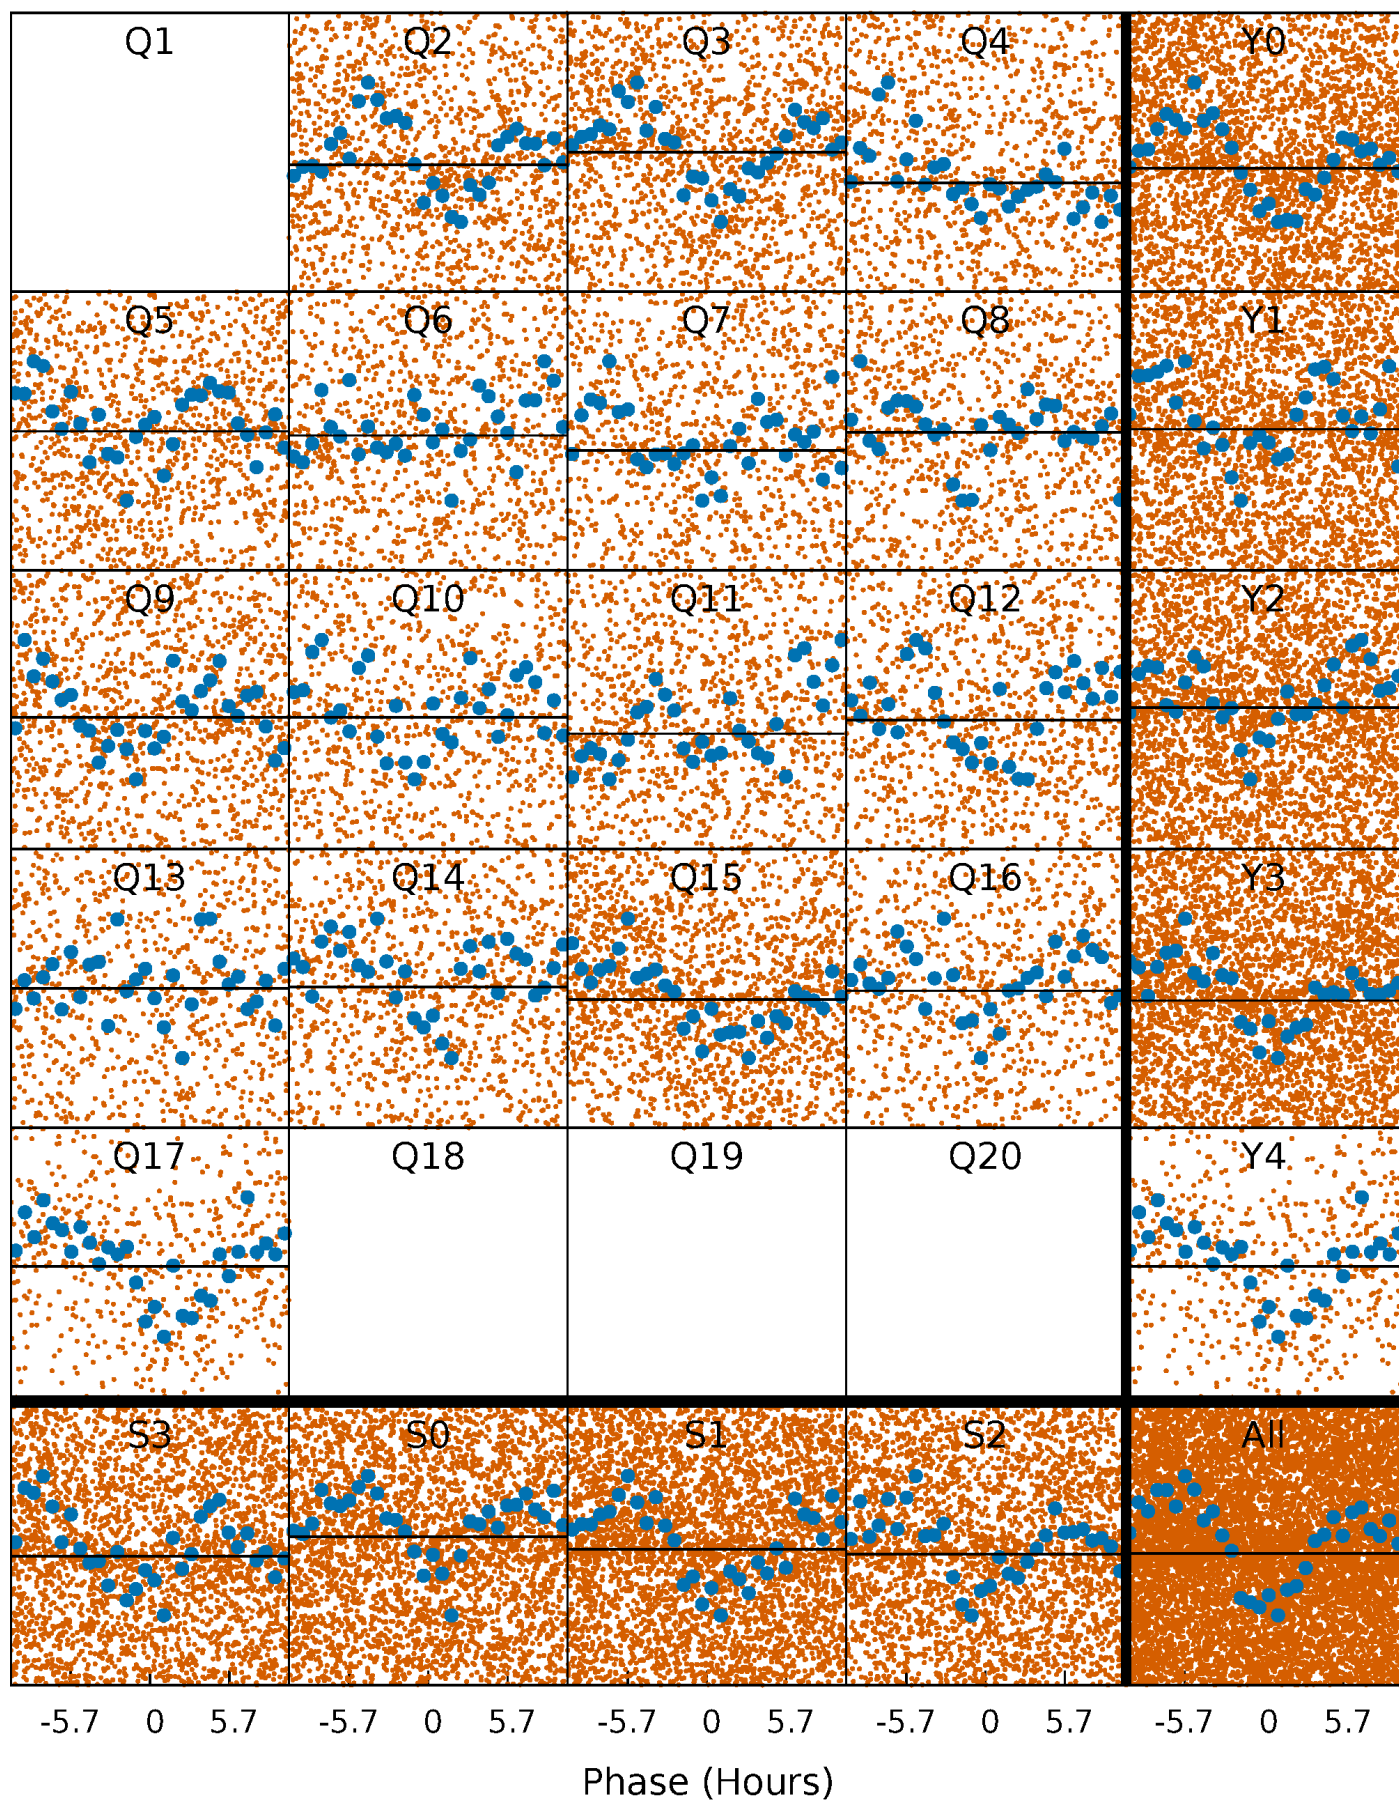 Q1 Q2 Q3 Q4 Y0
Q5 Q6 Q7 Q8 Y1
Q9 Q10 Q11 Q12 Y2
Q13 Q14 Q15 Q16 Y3
Q17 Q18 Q19 Q20 Y4
S3 S0 S1 S2 All
-5.7 0 5.7 -5.7 0 5.7 -5.7 0 5.7 -5.7 0 5.7 -5.7 0 5.7
Phase (Hours)